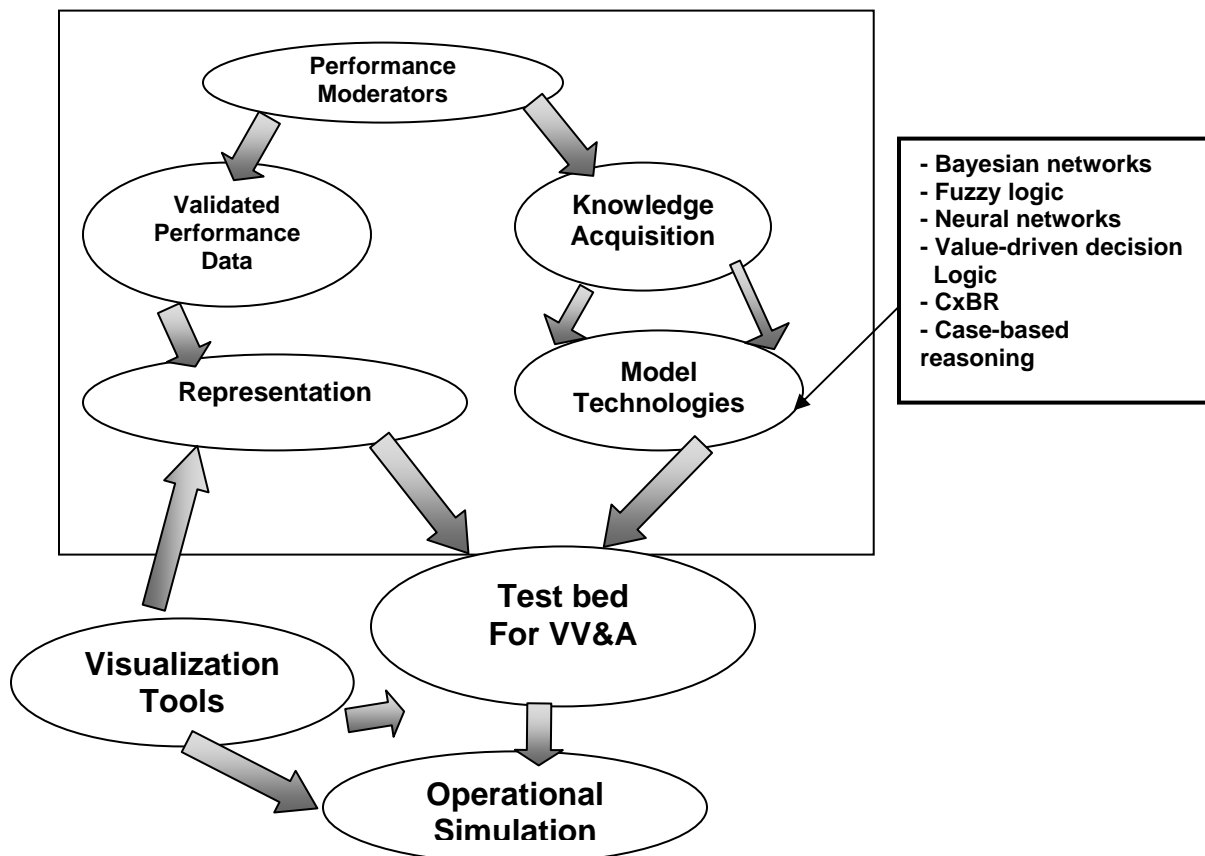 Performance
Moderators
Validated
Performance
Data
Knowledge
Acquisition
- Bayesian networks
- Fuzzy logic
- Neural networks
- Value-driven decision
Logic
- CxBR
- Case-based
reasoning
Representation
Model
Technologies
Test bed
For VV&A
Visualization
Tools
Operational
Simulation